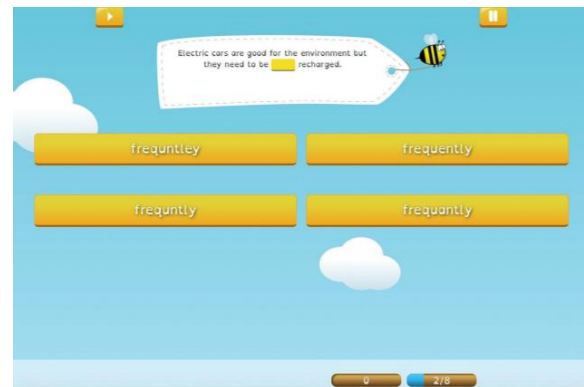 Electric cars are good for the environment but
they need to be recharged.
frequntley
frequently
frequntly
frequantly
0
2/8